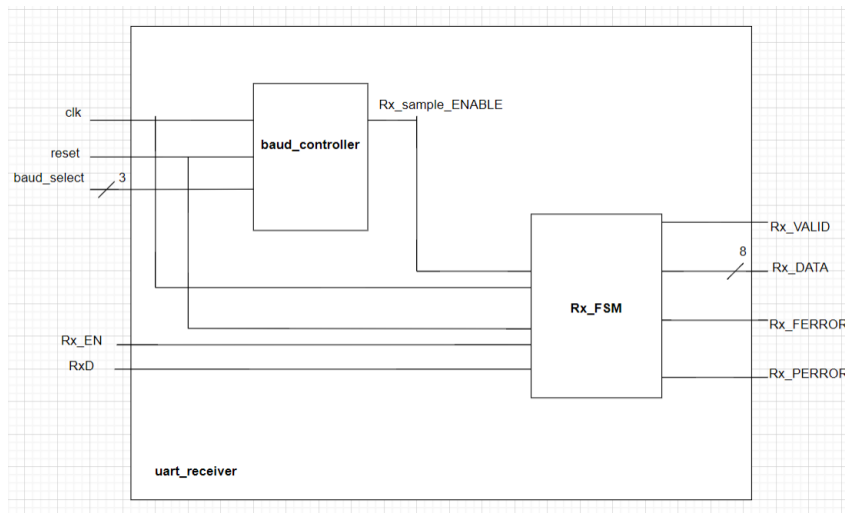 clk
Rx_sample_ENABLE
baud_controller
reset
baud_select
3
Rx_VALID
8
Rx_DATA
Rx_FSM
Rx_FERROR
Rx_EN
RxD
Rx_PERROR
uart_receiver